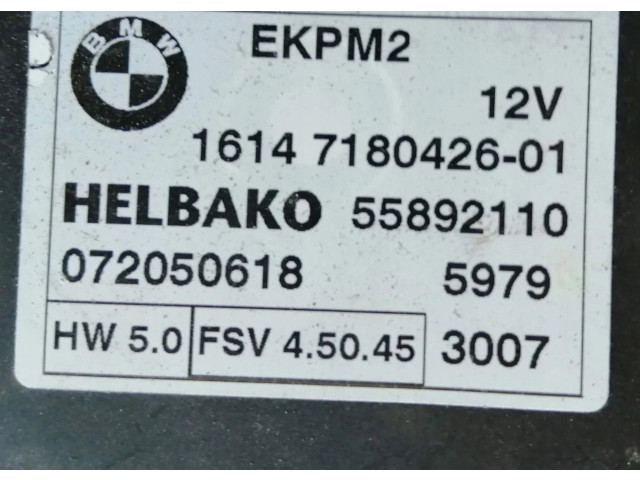 BMW EKPM2
12V
1614 7180426-01
HELBAKO 55892110
072050618 5979
HW 5.0 FSV 4.50.45 3007